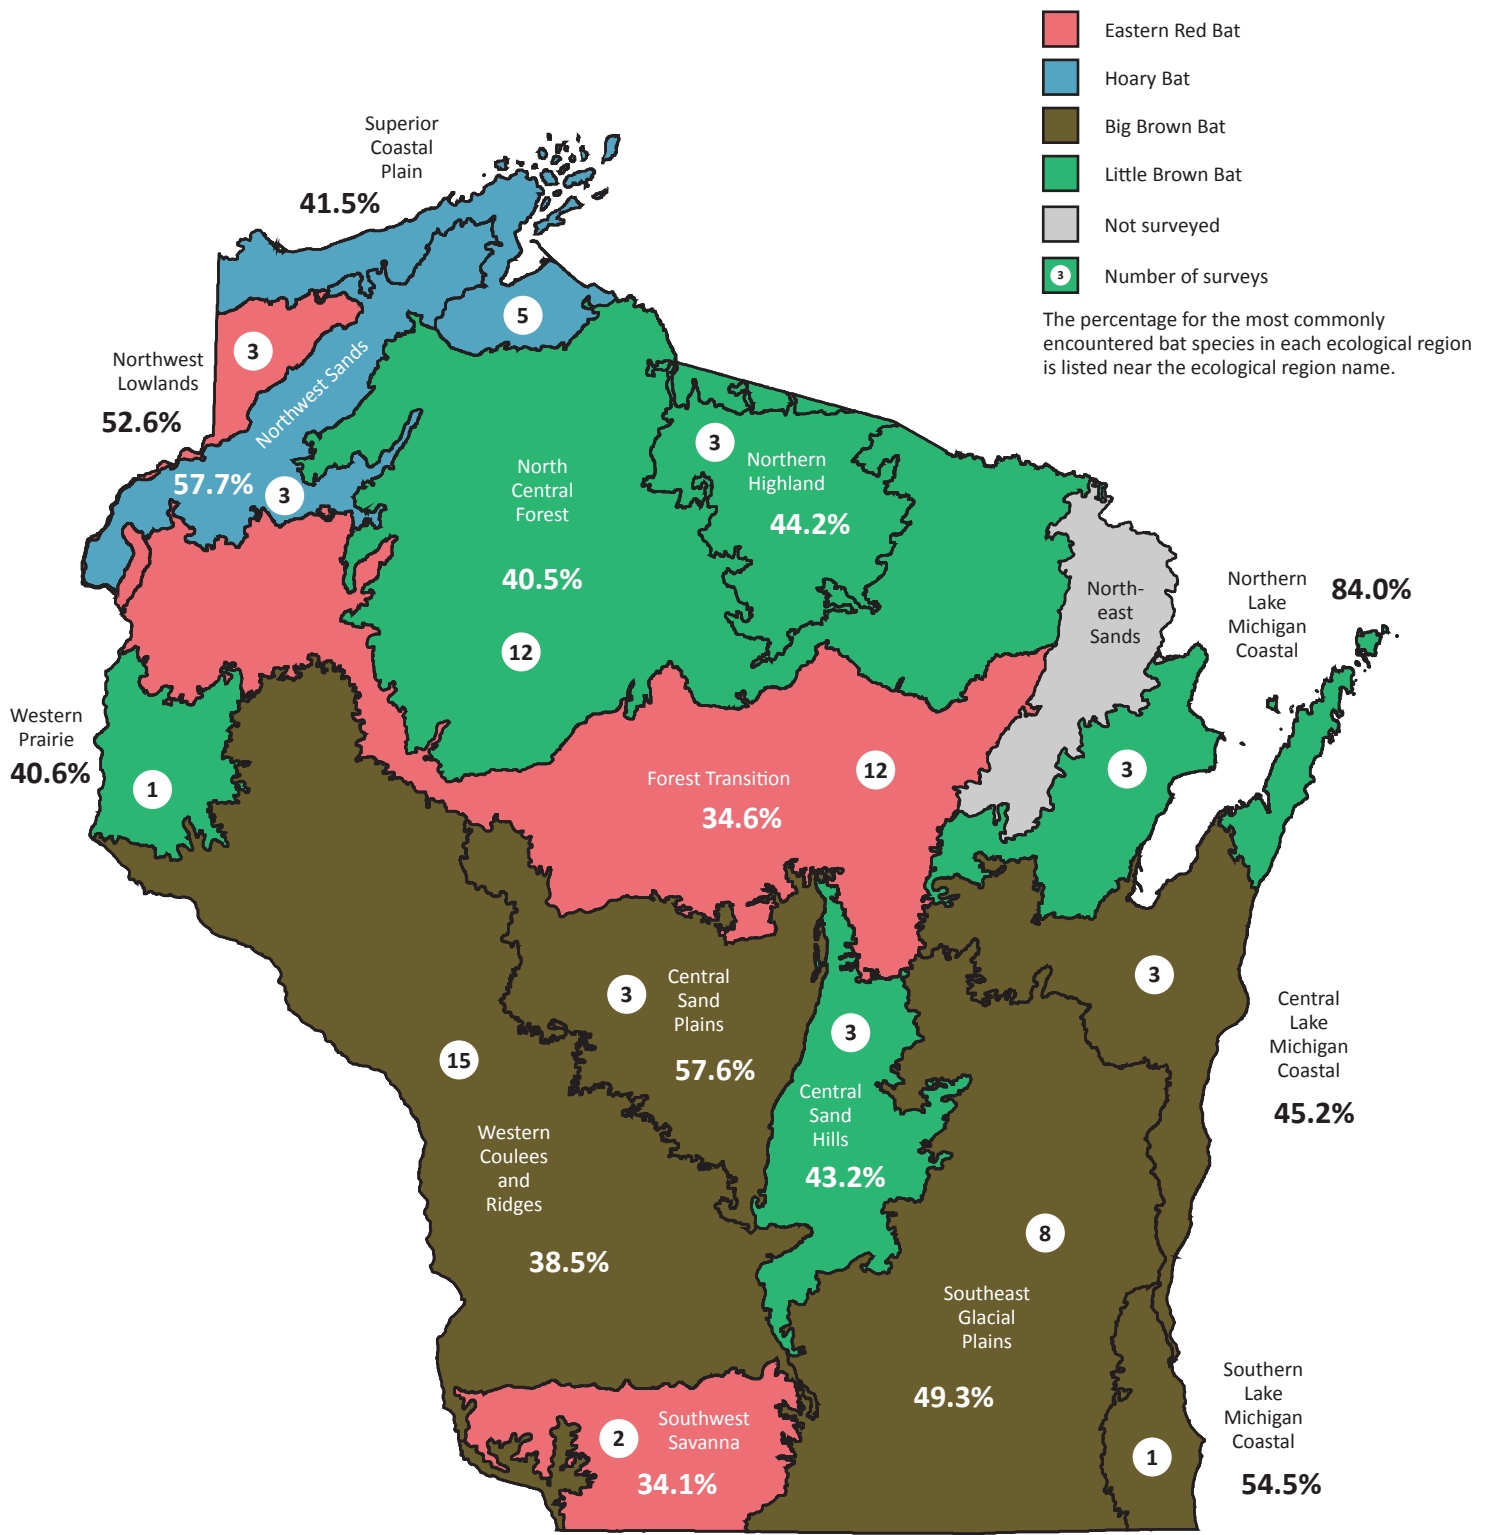 Eastern Red Bat
Hoary Bat
Big Brown Bat
Little Brown Bat
Not surveyed
3
Number of surveys
The percentage for the most commonly
encountered bat species in each ecological region
is listed near the ecological region name.
Superior
Coastal
Plain
41.5%
5
3
Northwest
Lowlands
52.6%
Northwest Sands
57.7%
3
North
Central
Forest
40.5%
12
3
Northern
Highland
44.2%
North-
east
Sands
Northern
Lake
Michigan
Coastal
84.0%
3
Western
Prairie
40.6%
1
Forest Transition
34.6%
12
3
Central
Sand
Plains
57.6%
3
Central
Sand
Hills
43.2%
3
Central
Lake
Michigan
Coastal
45.2%
15
Western
Coulees
and
Ridges
38.5%
8
Southeast
Glacial
Plains
49.3%
2
Southwest
Savanna
34.1%
1
Southern
Lake
Michigan
Coastal
54.5%